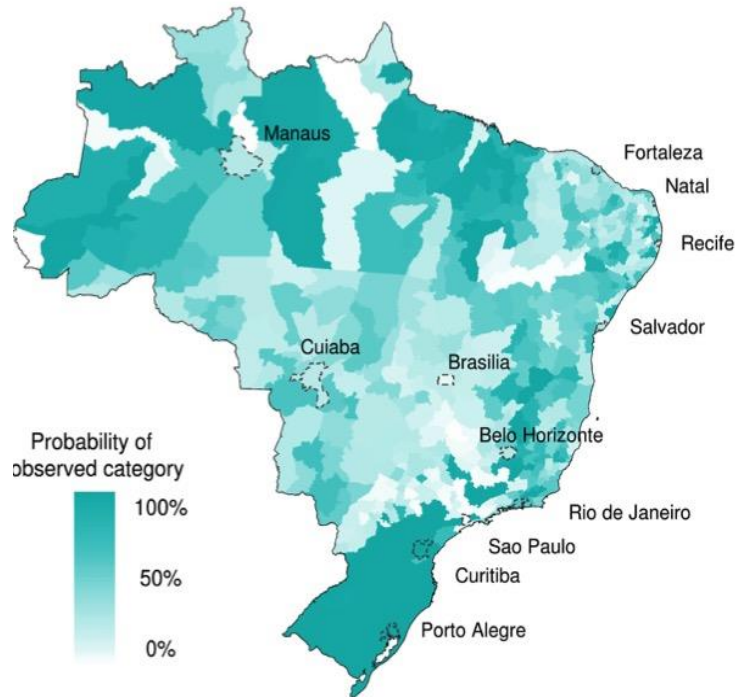 Manaus
Fortaleza
Natal
Recife
Salvador
Cuiaba
Brasilia
Belo Horizonte
Rio de Janeiro
Sao Paulo
Curitiba
Porto Alegre
Probability of
observed category
100%
50%
0%